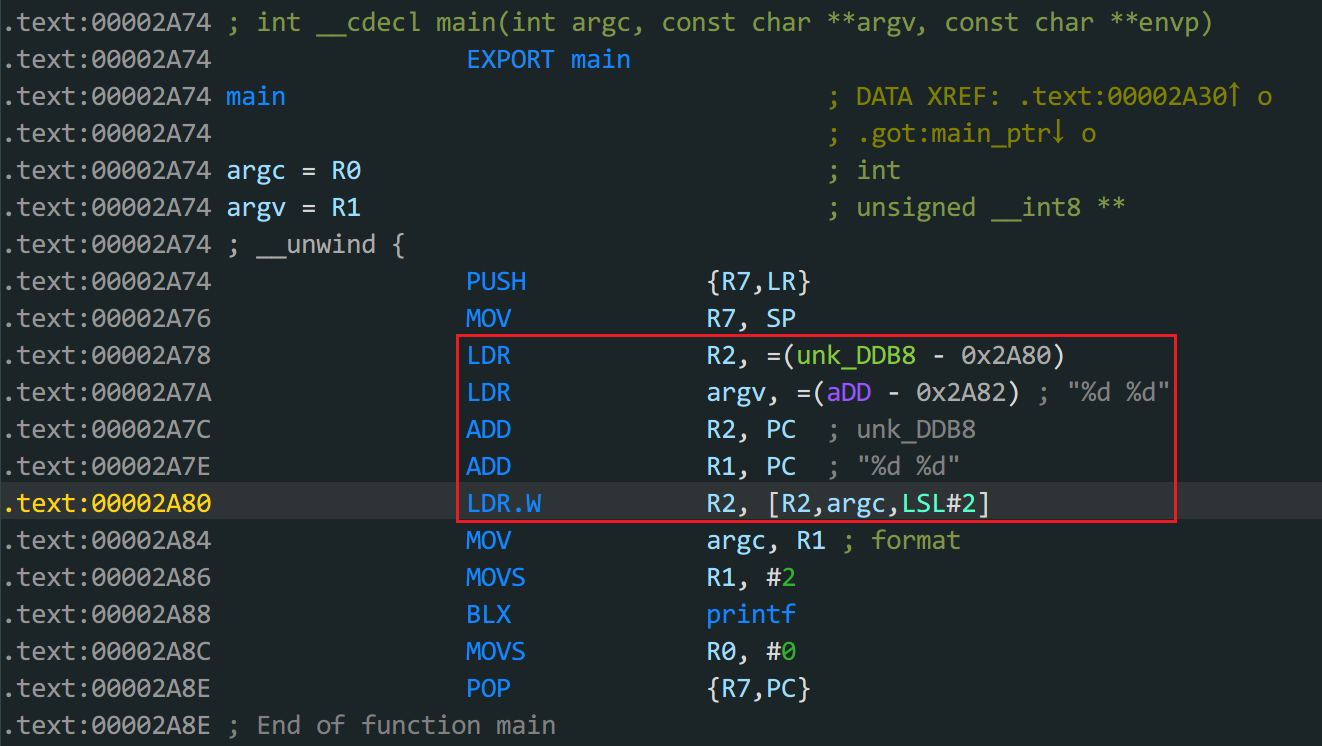 .text:00002A74 ; int __cdecl main(int argc, const char **argv, const char **envp)
.text:00002A74 EXPORT main
.text:00002A74 main ; DATA XREF: .text:00002A30↑ o
.text:00002A74 ; .got:main_ptr↓ o
.text:00002A74 argc = R0 ; int
.text:00002A74 argv = R1 ; unsigned __int8 **
.text:00002A74 ; __unwind {
.text:00002A74 PUSH {R7,LR}
.text:00002A76 MOV R7, SP
.text:00002A78 LDR R2, =(unk_DDB8 - 0x2A80)
.text:00002A7A LDR argv, =(aDD - 0x2A82) ; "%d %d"
.text:00002A7C ADD R2, PC ; unk_DDB8
.text:00002A7E ADD R1, PC ; "%d %d"
.text:00002A80 LDR.W R2, [R2,argc,LSL#2]
.text:00002A84 MOV argc, R1 ; format
.text:00002A86 MOVS R1, #2
.text:00002A88 BLX printf
.text:00002A8C MOVS R0, #0
.text:00002A8E POP {R7,PC}
.text:00002A8E ; End of function main